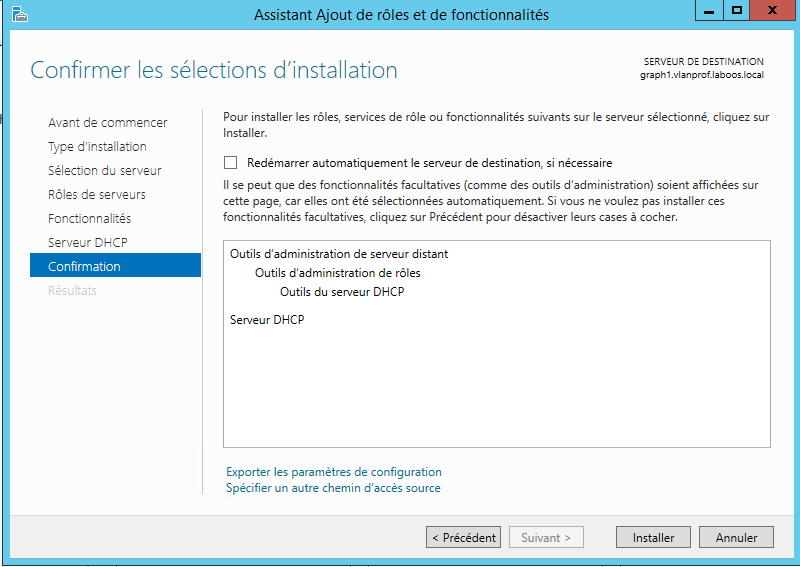 Assistant Ajout de rôles et de fonctionnalités
Confirmer les sélections d'installation
SERVEUR DE DESTINATION
graph1.vlanprof.laboos.local
Avant de commencer
Type d'installation
Sélection du serveur
Rôles de serveurs
Fonctionnalités
Serveur DHCP
Confirmation
Résultats
Pour installer les rôles, services de rôle ou fonctionnalités suivants sur le serveur sélectionné, cliquez sur
Installer.
Redémarrer automatiquement le serveur de destination, si nécessaire
Il se peut que des fonctionnalités facultatives (comme des outils d'administration) soient affichées sur
cette page, car elles ont été sélectionnées automatiquement. Si vous ne voulez pas installer ces
fonctionnalités facultatives, cliquez sur Précédent pour désactiver leurs cases à cocher.
Outils d'administration de serveur distant
Outils d'administration de rôles
Outils du serveur DHCP
Serveur DHCP
Exporter les paramètres de configuration
Spécifier un autre chemin d'accès source
< Précédent
Suivant >
Installer
Annuler